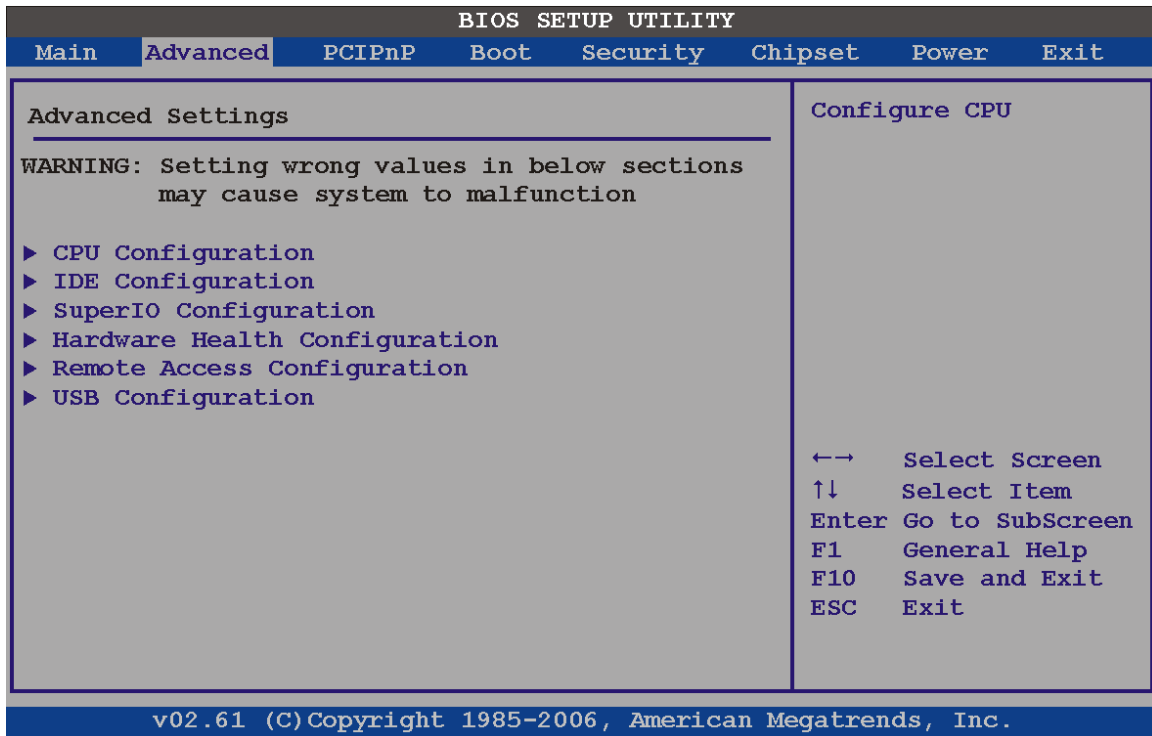 BIOS SETUP UTILITY
Main Advanced PCIPnP Boot Security Chipset Power Exit
Advanced Settings
WARNING: Setting wrong values in below sections
may cause system to malfunction
▶ CPU Configuration
▶ IDE Configuration
▶ SuperIO Configuration
▶ Hardware Health Configuration
▶ Remote Access Configuration
▶ USB Configuration
Configure CPU
←→ Select Screen
↑↓ Select Item
Enter Go to SubScreen
F1 General Help
F10 Save and Exit
ESC Exit
v02.61 (C)Copyright 1985-2006, American Megatrends, Inc.